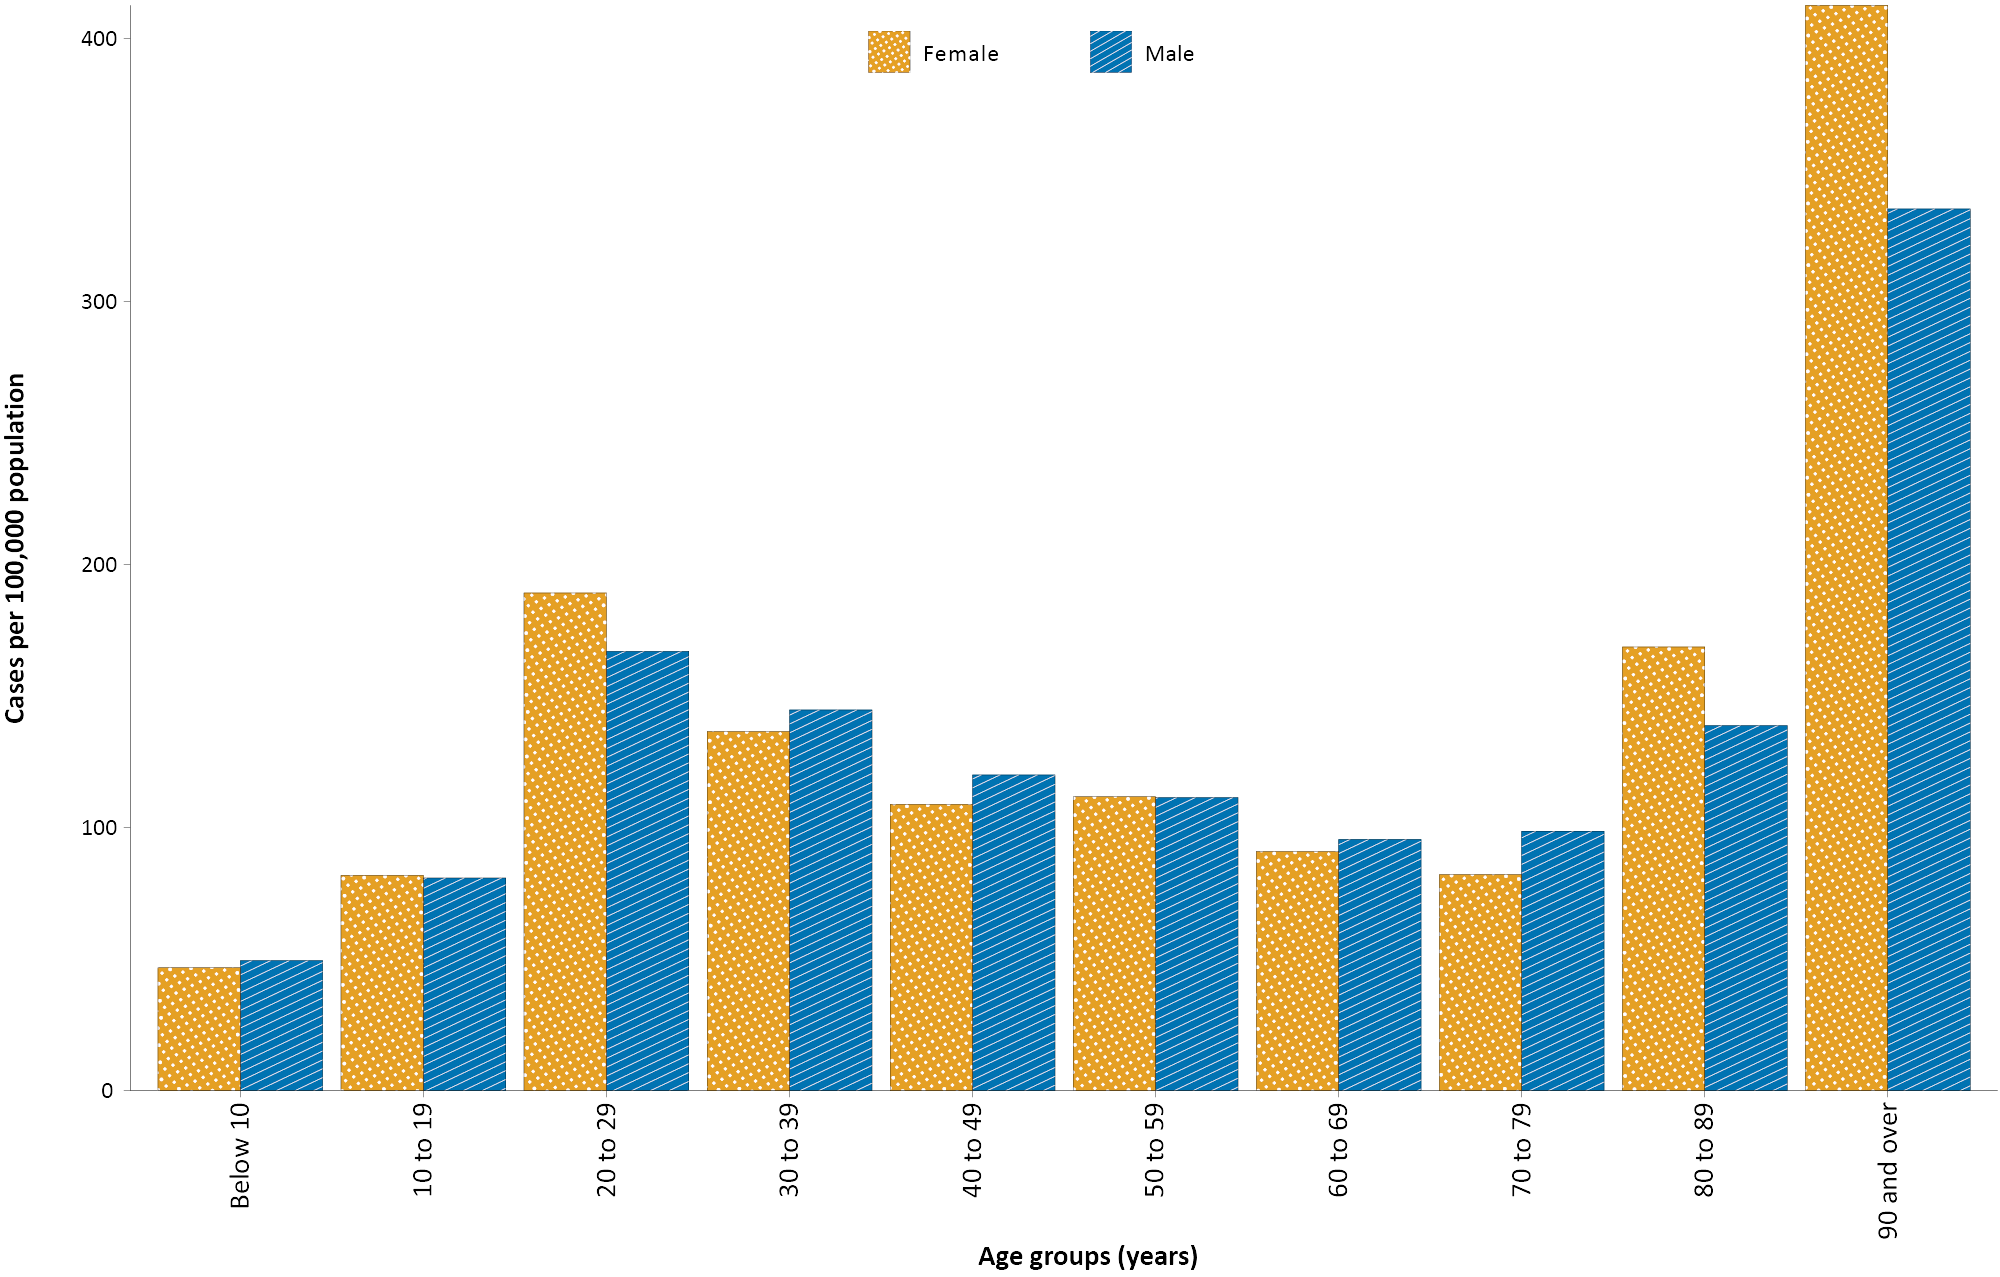 Cases per 100,000 population
400
300
200
100
0
Female
Male
Below 10
10 to 19
20 to 29
30 to 39
40 to 49
50 to 59
60 to 69
70 to 79
80 to 89
90 and over
Age groups (years)